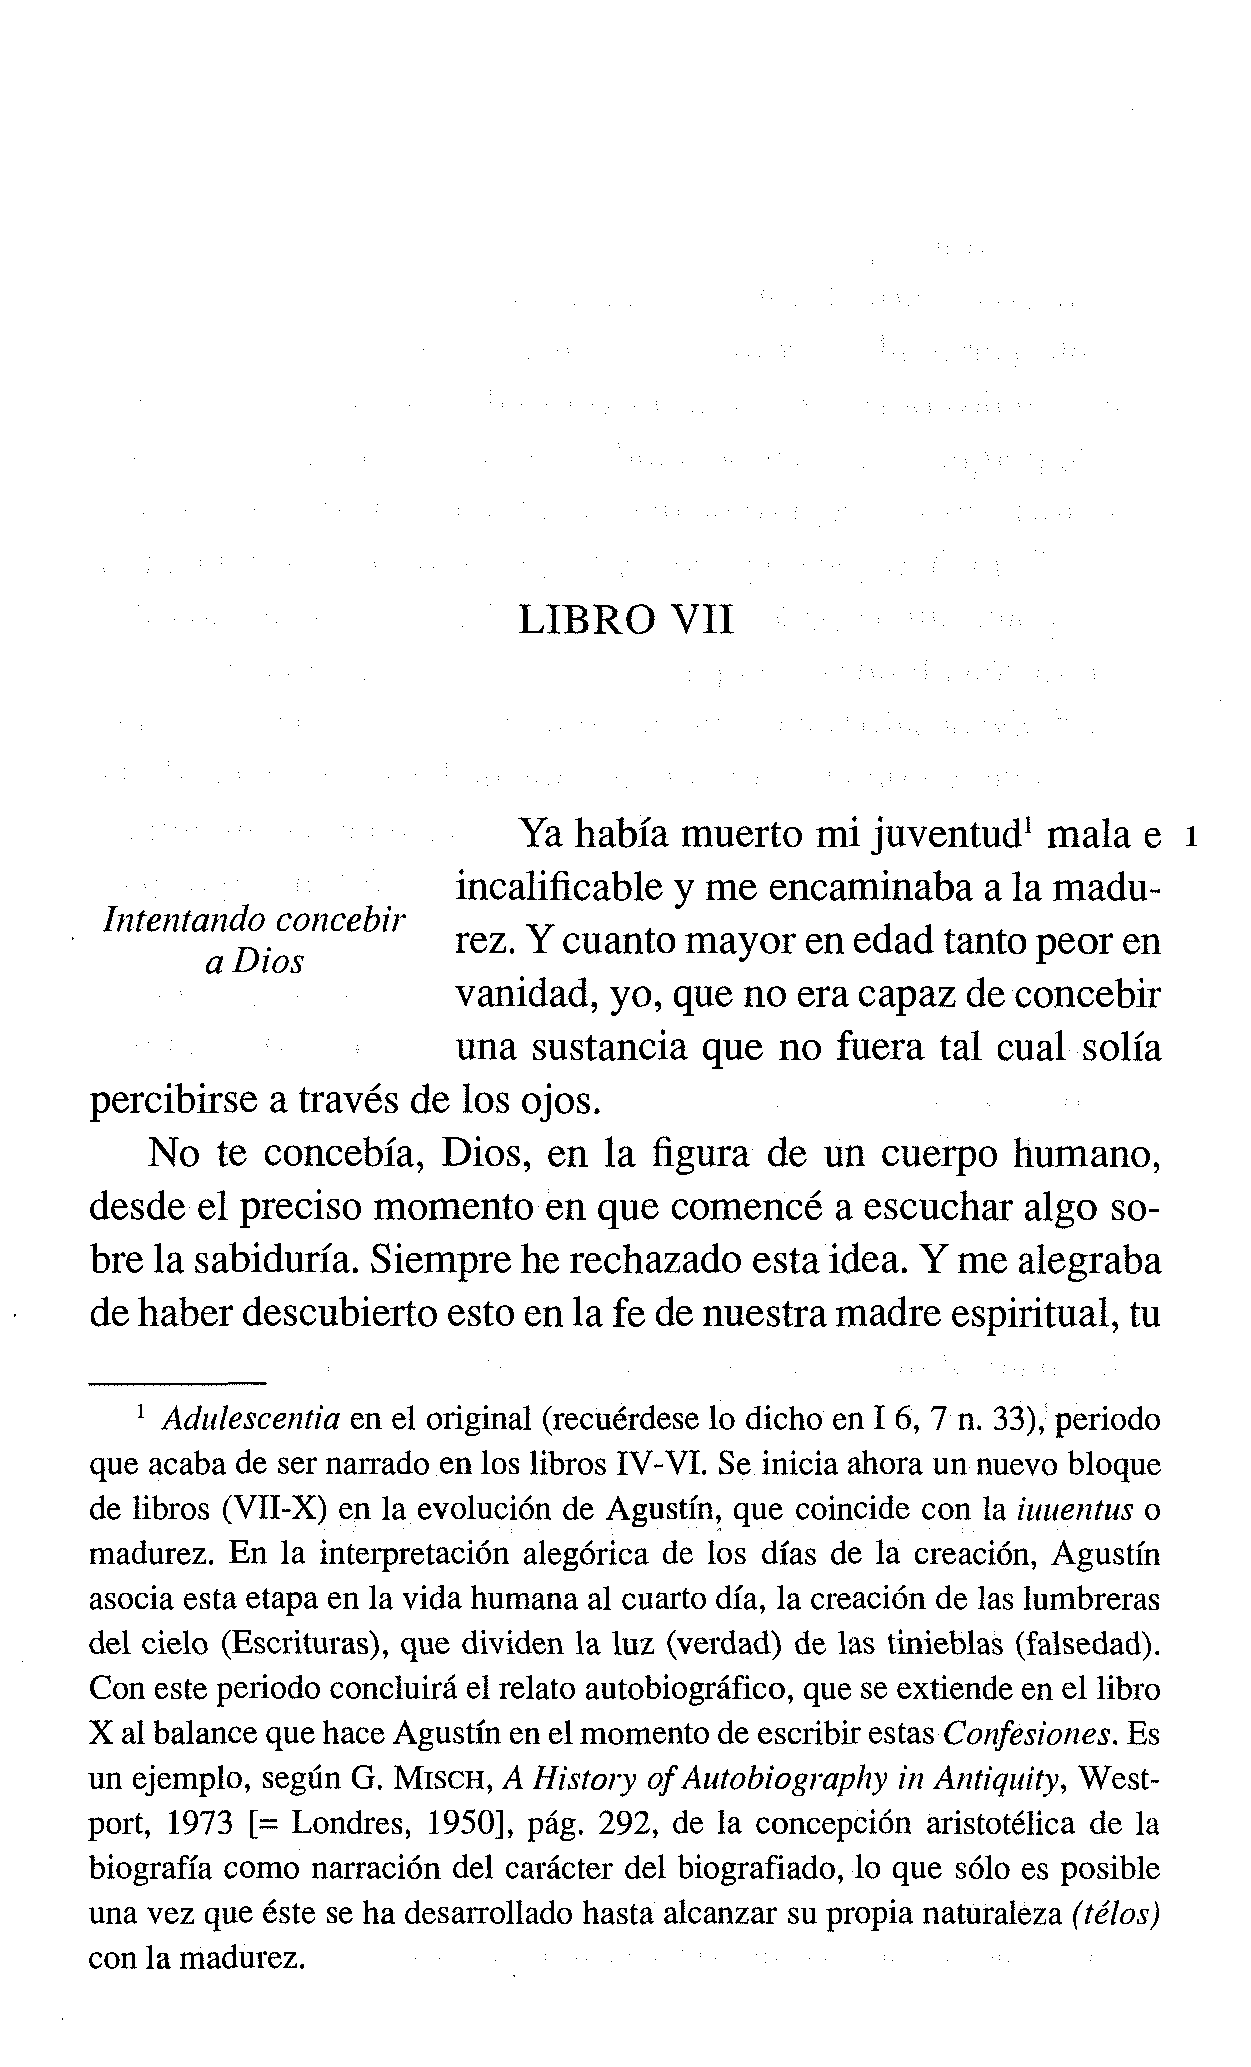 LIBRO VII
Intentando concebir
a Dios
Ya había muerto mi juventud¹ mala e 1
incalificable y me encaminaba a la madu-
rez. Y cuanto mayor en edad tanto peor en
vanidad, yo, que no era capaz de concebir
una sustancia que no fuera tal cual solía
percibirse a través de los ojos.
No te concebía, Dios, en la figura de un cuerpo humano,
desde el preciso momento en que comencé a escuchar algo so-
bre la sabiduría. Siempre he rechazado esta idea. Y me alegraba
de haber descubierto esto en la fe de nuestra madre espiritual, tu
¹ Adulescentia en el original (recuérdese lo dicho en I 6, 7 n. 33), periodo
que acaba de ser narrado en los libros IV-VI. Se inicia ahora un nuevo bloque
de libros (VII-X) en la evolución de Agustín, que coincide con la iuuentus o
madurez. En la interpretación alegórica de los días de la creación, Agustín
asocia esta etapa en la vida humana al cuarto día, la creación de las lumbreras
del cielo (Escrituras), que dividen la luz (verdad) de las tinieblas (falsedad).
Con este periodo concluirá el relato autobiográfico, que se extiende en el libro
X al balance que hace Agustín en el momento de escribir estas Confesiones. Es
un ejemplo, según G. MISCH, A History of Autobiography in Antiquity, West-
port, 1973 [= Londres, 1950], pág. 292, de la concepción aristotélica de la
biografía como narración del carácter del biografiado, lo que sólo es posible
una vez que éste se ha desarrollado hasta alcanzar su propia naturaleza (télos)
con la madurez.